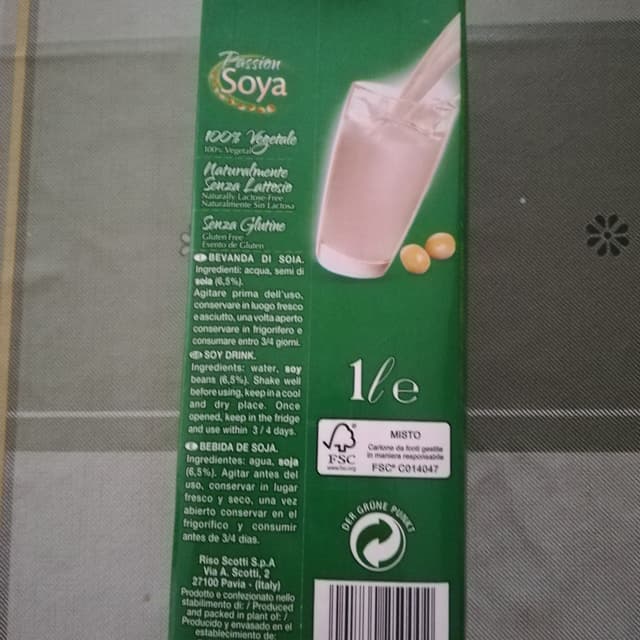 Passion
Soya
100% Vegetale
100% Vegetal
Naturalmente
Senza Lattosio
Naturally Lactose-Free
Naturalmente Sin Lactosa
Senza Glutine
Gluten Free
Exento de Gluten
BEVANDA DI SOIA.
Ingredienti: acqua, semi di
soia (6,5%).
Agitare prima dell'uso,
conservare in luogo fresco
e asciutto, una volta aperto
conservare in frigorifero e
consumare entro 3/4 giorni.
SOY DRINK.
Ingredients: water, soy
beans (6,5%). Shake well
before using, keep in a cool
and dry place. Once
opened, keep in the fridge
and use within 3 / 4 days.
BEBIDA DE SOJA.
Ingredientes: agua, soja
(6,5%). Agitar antes del
uso, conservar in lugar
fresco y seco, una vez
abierto conservar en el
frigorífico y consumir
antes de 3/4 días.
Riso Scotti S.p.A
Via A. Scotti, 2
27100 Pavia - (Italy)
Prodotto e confezionato nello
stabilimento di: / Produced
and packed in plant of: /
Producido y envasado en el
establecimiento de:
1 l e
FSC
www.fsc.org
MISTO
Cartone da fonti gestite
in maniera responsabile
FSC® C014047
DER GRÜNE PUNKT